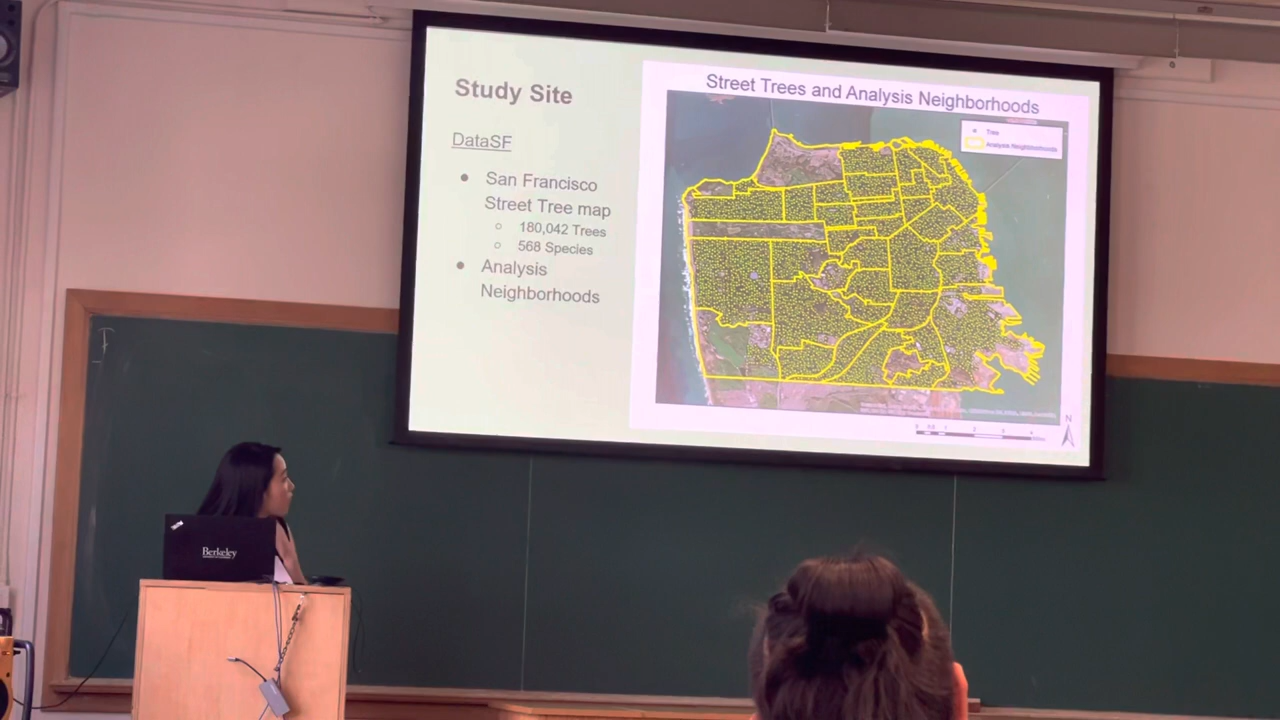 Study Site
DataSF
San Francisco
Street Tree map
180,042 Trees
568 Species
Analysis
Neighborhoods
Street Trees and Analysis Neighborhoods
Tree
Analysis Neighborhoods
N
Berkeley